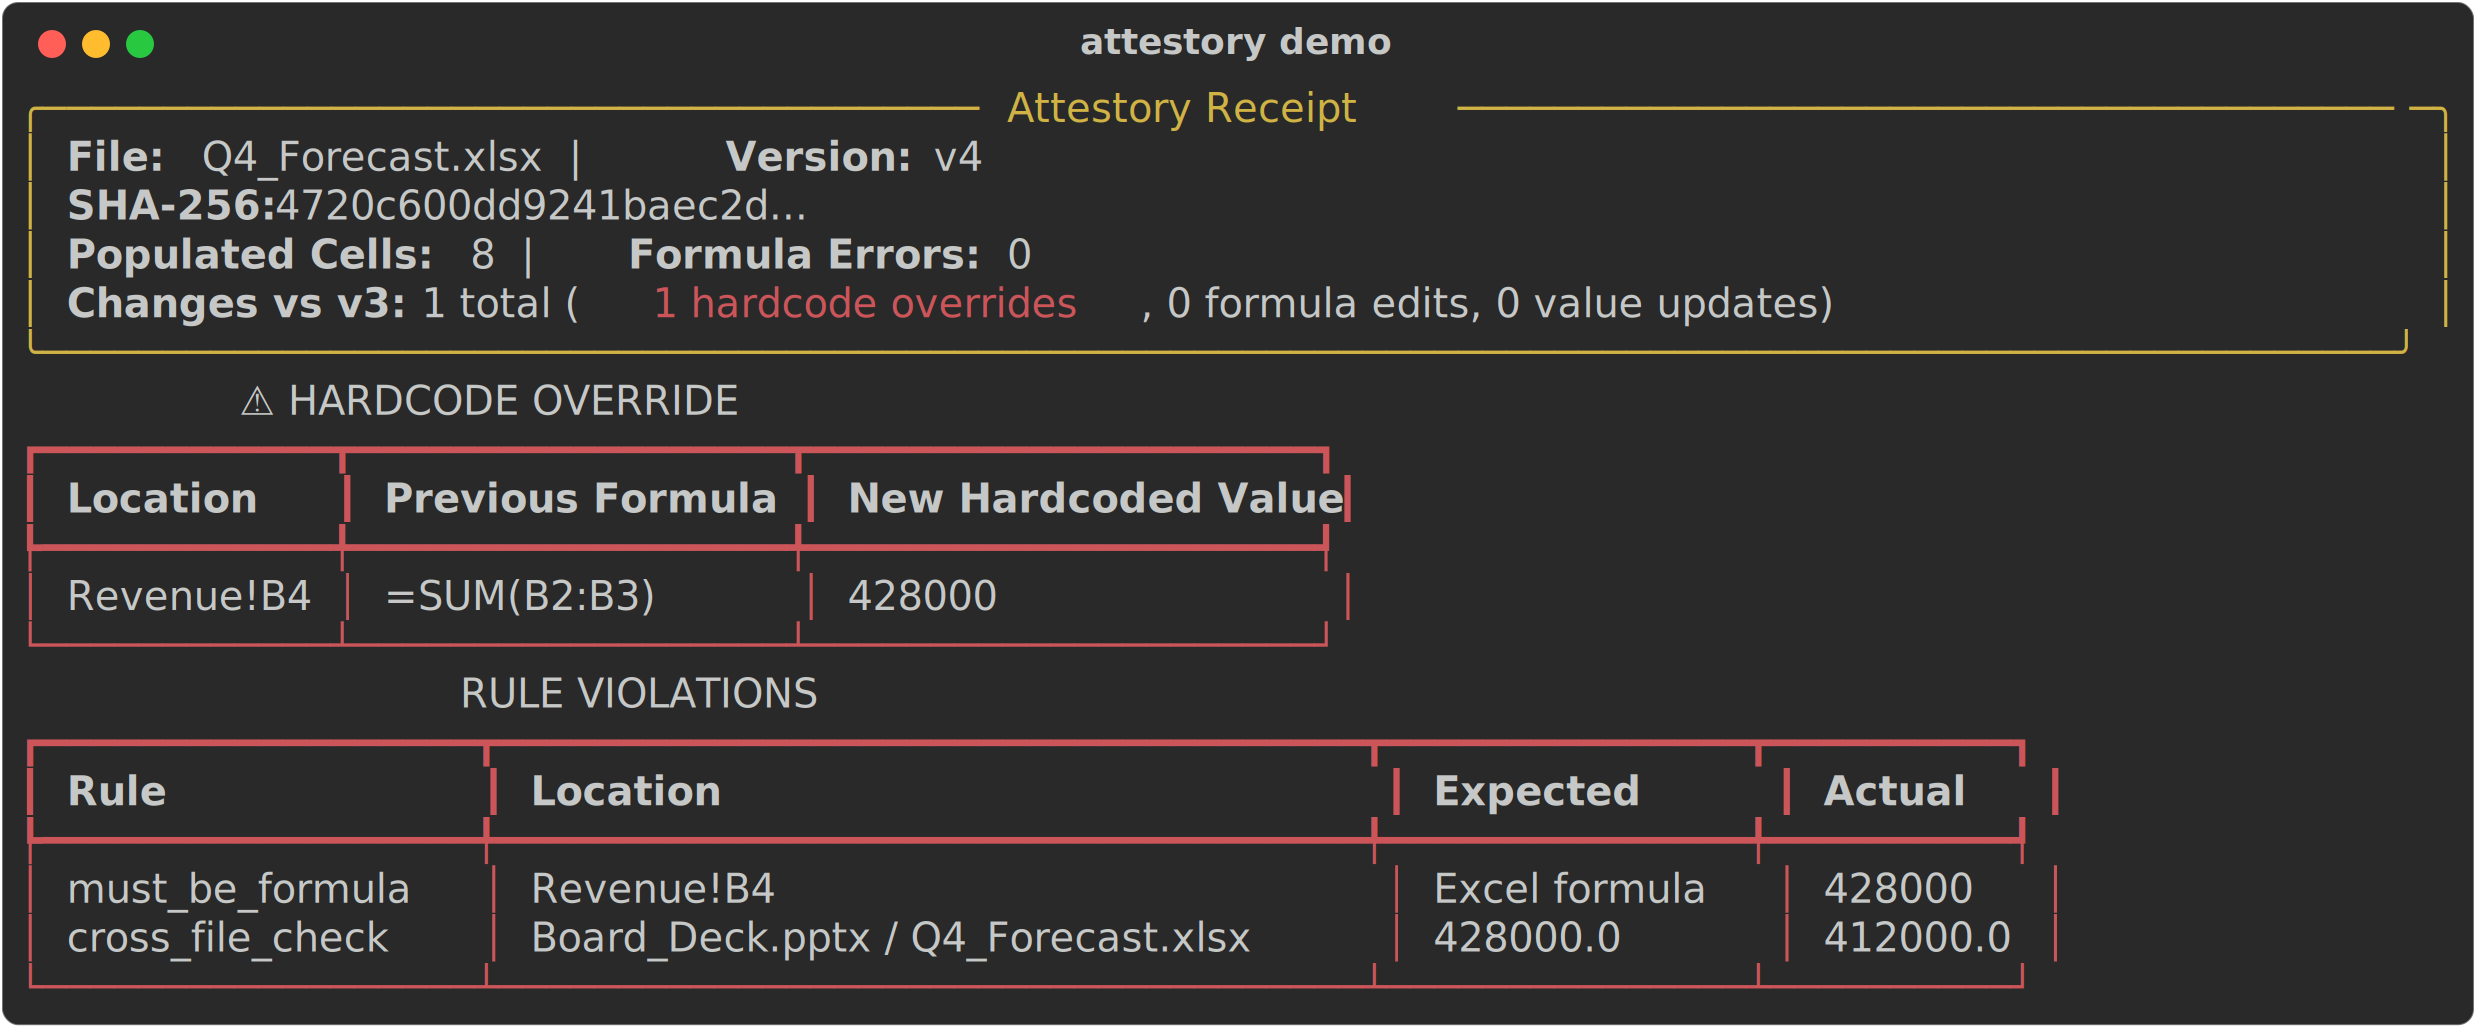 attestory demo
Attestory Receipt
File: Q4_Forecast.xlsx | Version: v4
SHA-256:4720c600dd9241baec2d...
Populated Cells: 8 | Formula Errors: 0
Changes vs v3: 1 total ( 1 hardcode overrides , 0 formula edits, 0 value updates)
⚠ HARDCODE OVERRIDE
Location Previous Formula New Hardcoded Value
Revenue!B4 =SUM(B2:B3) 428000
RULE VIOLATIONS
Rule Location Expected Actual
must_be_formula Revenue!B4 Excel formula 428000
cross_file_check Board_Deck.pptx / Q4_Forecast.xlsx 428000.0 412000.0